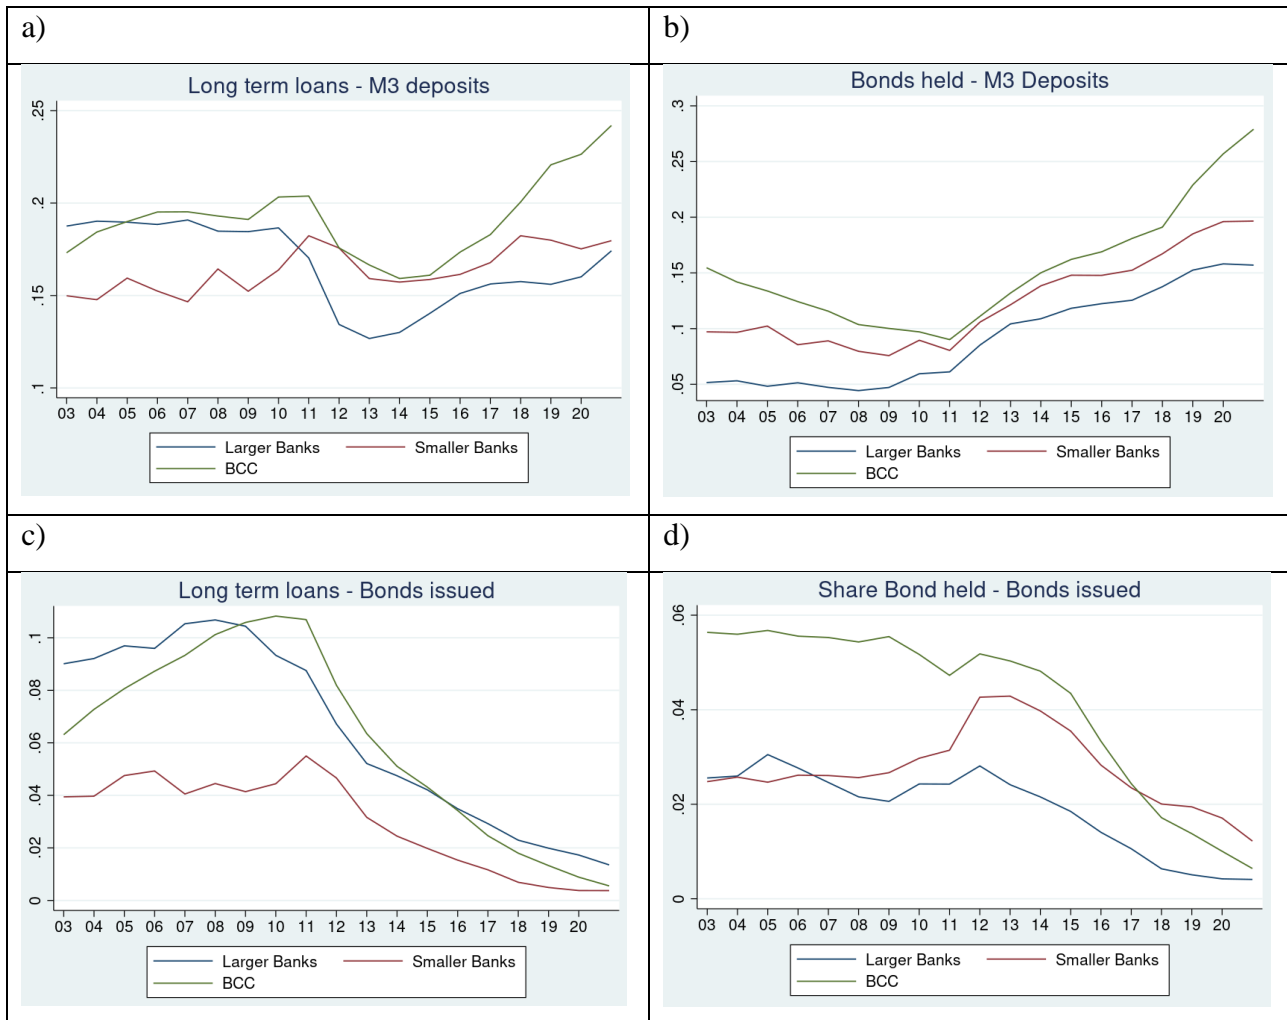 a)
Long term loans - M3 deposits
.25
.2
.15
.1
03 04 05 06 07 08 09 10 11 12 13 14 15 16 17 18 19 20
Larger Banks Smaller Banks
BCC
b)
Bonds held - M3 Deposits
.3
.25
.2
.15
.1
.05
03 04 05 06 07 08 09 10 11 12 13 14 15 16 17 18 19 20
Larger Banks Smaller Banks
BCC
c)
Long term loans - Bonds issued
.1
.08
.06
.04
.02
0
03 04 05 06 07 08 09 10 11 12 13 14 15 16 17 18 19 20
Larger Banks Smaller Banks
BCC
d)
Share Bond held - Bonds issued
.06
.04
.02
0
03 04 05 06 07 08 09 10 11 12 13 14 15 16 17 18 19 20
Larger Banks Smaller Banks
BCC